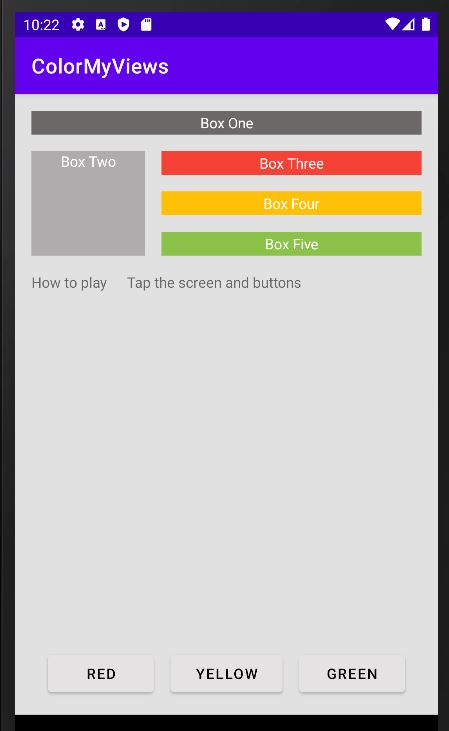 10:22
ColorMyViews
Box One
Box Two
Box Three
Box Four
Box Five
How to play Tap the screen and buttons
RED YELLOW GREEN